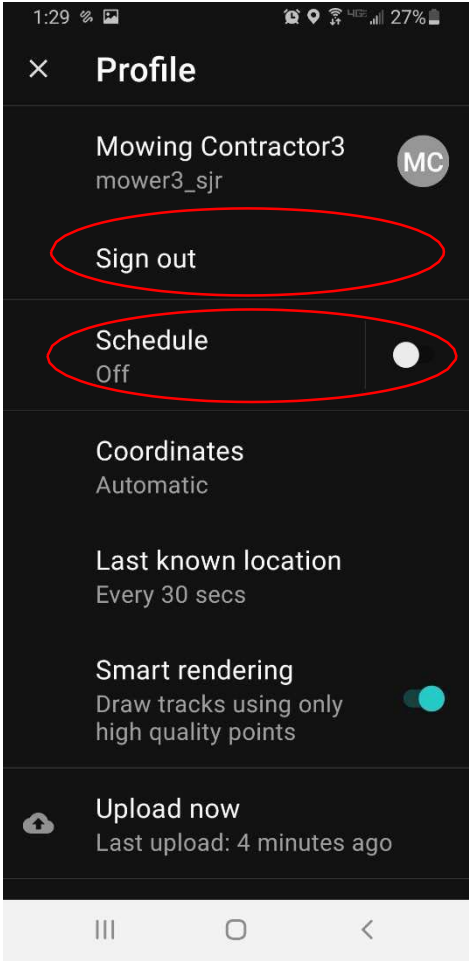 1:29 4GE 27%
Profile
Mowing Contractor3
MC
mower3_sjr
Sign out
Schedule
Off
Coordinates
Automatic
Last known location
Every 30 secs
Smart rendering
Draw tracks using only
high quality points
Upload now
Last upload: 4 minutes ago